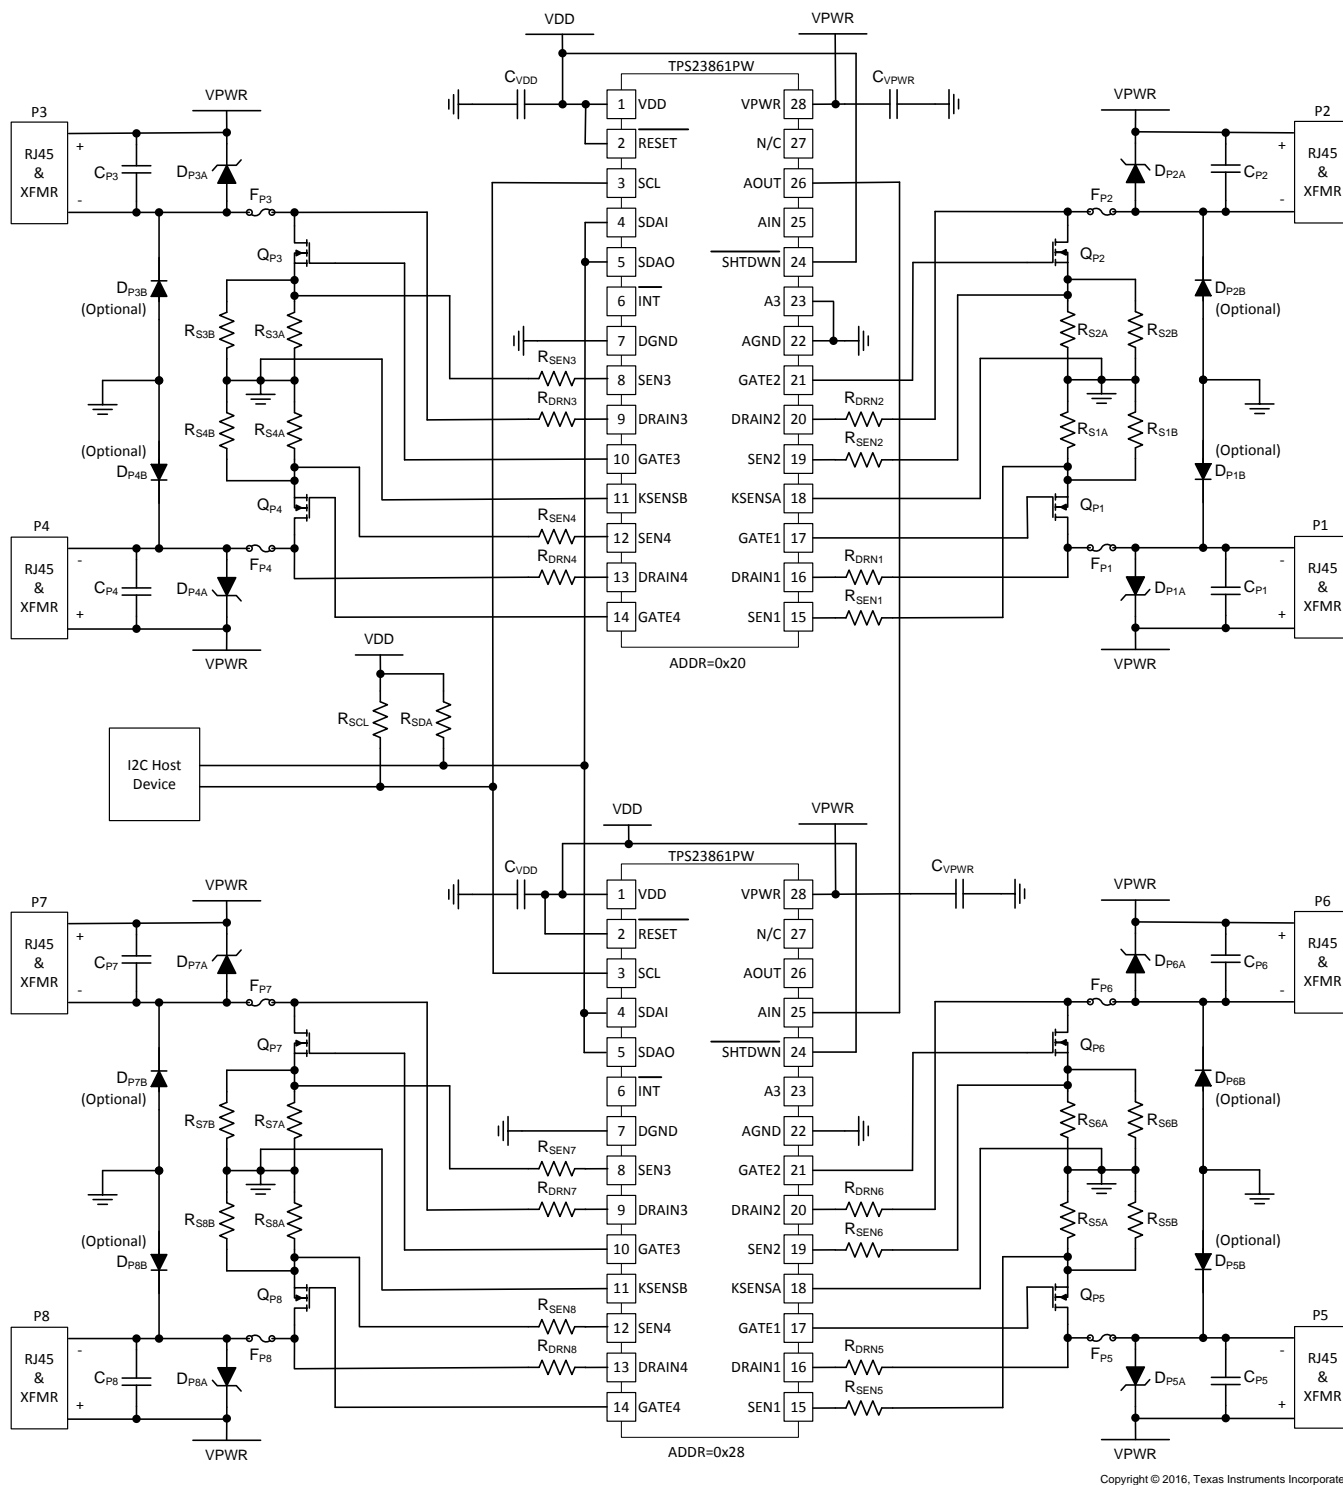 VDD
VPWR
TPS23861PW
CVDD
CVPWR
1 VDD
2 RESET
3 SCL
4 SDAI
5 SDAO
6 INT
7 DGND
8 SEN3
9 DRAIN3
10 GATE3
11 KSENSB
12 SEN4
13 DRAIN4
14 GATE4
VPWR 28
N/C 27
AOUT 26
AIN 25
SHTDWN 24
A3 23
AGND 22
GATE2 21
DRAIN2 20
SEN2 19
KSENSA 18
GATE1 17
DRAIN1 16
SEN1 15
ADDR=0x20
P3
RJ45
&
XFMR
+
-
VPWR
CP3
DP3A
FP3
QP3
DP3B
(Optional)
RS3B
RS3A
RSEN3
RDRN3
RS4B
RS4A
(Optional)
DP4B
QP4
RSEN4
RDRN4
P4
RJ45
&
XFMR
-
+
CP4
DP4A
FP4
VPWR
VPWR
P2
RJ45
&
XFMR
+
-
DP2A
CP2
FP2
QP2
DP2B
(Optional)
RS2A
RS2B
RDRN2
RSEN2
RS1A
RS1B
(Optional)
DP1B
QP1
RDRN1
RSEN1
FP1
P1
RJ45
&
XFMR
-
+
DP1A
CP1
VPWR
VDD
RSCL
RSDA
I2C Host
Device
VDD
VPWR
TPS23861PW
CVDD
CVPWR
1 VDD
2 RESET
3 SCL
4 SDAI
5 SDAO
6 INT
7 DGND
8 SEN3
9 DRAIN3
10 GATE3
11 KSENSB
12 SEN4
13 DRAIN4
14 GATE4
VPWR 28
N/C 27
AOUT 26
AIN 25
SHTDWN 24
A3 23
AGND 22
GATE2 21
DRAIN2 20
SEN2 19
KSENSA 18
GATE1 17
DRAIN1 16
SEN1 15
ADDR=0x28
P7
RJ45
&
XFMR
+
-
VPWR
CP7
DP7A
FP7
QP7
DP7B
(Optional)
RS7B
RS7A
RSEN7
RDRN7
RS8B
RS8A
(Optional)
DP8B
QP8
RSEN8
RDRN8
P8
RJ45
&
XFMR
-
+
CP8
DP8A
FP8
VPWR
VPWR
P6
RJ45
&
XFMR
+
-
DP6A
CP6
FP6
QP6
DP6B
(Optional)
RS6A
RS6B
RDRN6
RSEN6
RS5A
RS5B
(Optional)
DP5B
QP5
RDRN5
RSEN5
FP5
P5
RJ45
&
XFMR
-
+
DP5A
CP5
VPWR
Copyright © 2016, Texas Instruments Incorporate